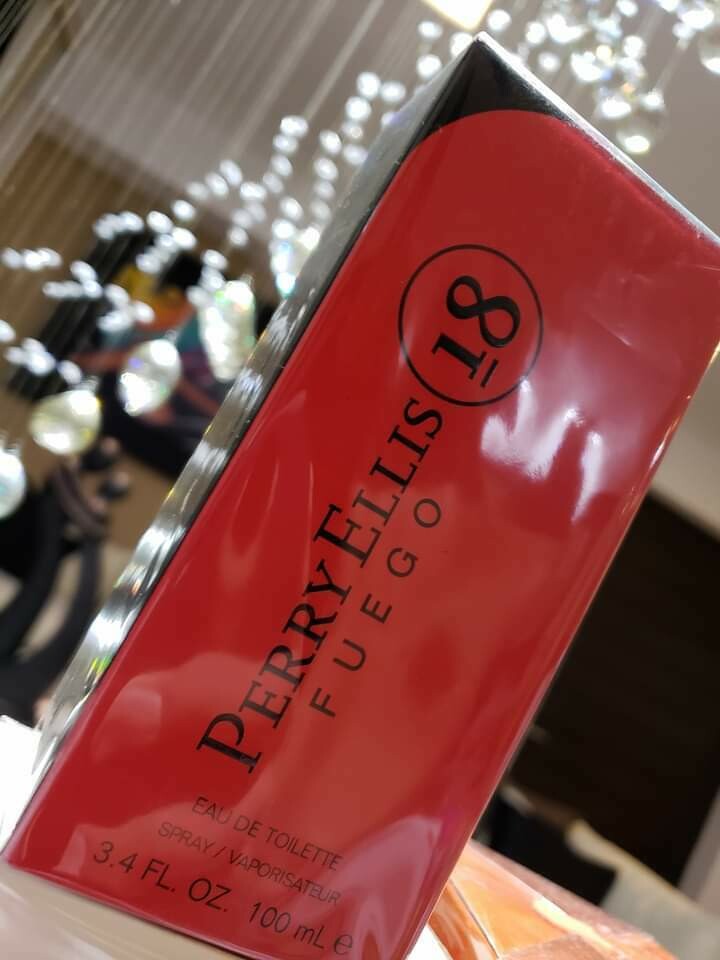 18
PERRY ELLIS
FUEGO
EAU DE TOILETTE
SPRAY / VAPORISATEUR
3.4 FL. OZ. 100 mL ℮